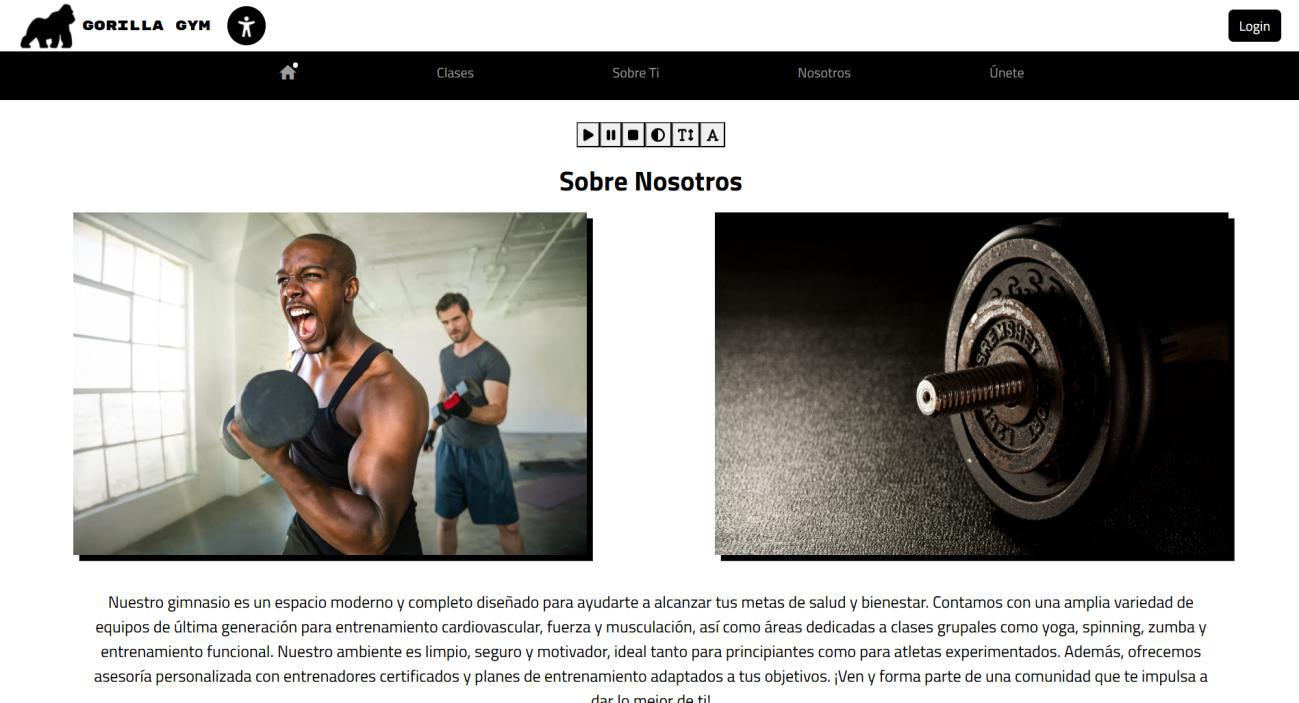 GORILLA GYM
Login
Clases
Sobre Ti
Nosotros
Únete
T A
Sobre Nosotros
Nuestro gimnasio es un espacio moderno y completo diseñado para ayudarte a alcanzar tus metas de salud y bienestar. Contamos con una amplia variedad de
equipos de última generación para entrenamiento cardiovascular, fuerza y musculación, así como áreas dedicadas a clases grupales como yoga, spinning, zumba y
entrenamiento funcional. Nuestro ambiente es limpio, seguro y motivador, ideal tanto para principiantes como para atletas experimentados. Además, ofrecemos
asesoría personalizada con entrenadores certificados y planes de entrenamiento adaptados a tus objetivos. ¡Ven y forma parte de una comunidad que te impulsa a
dar lo mejor de ti!